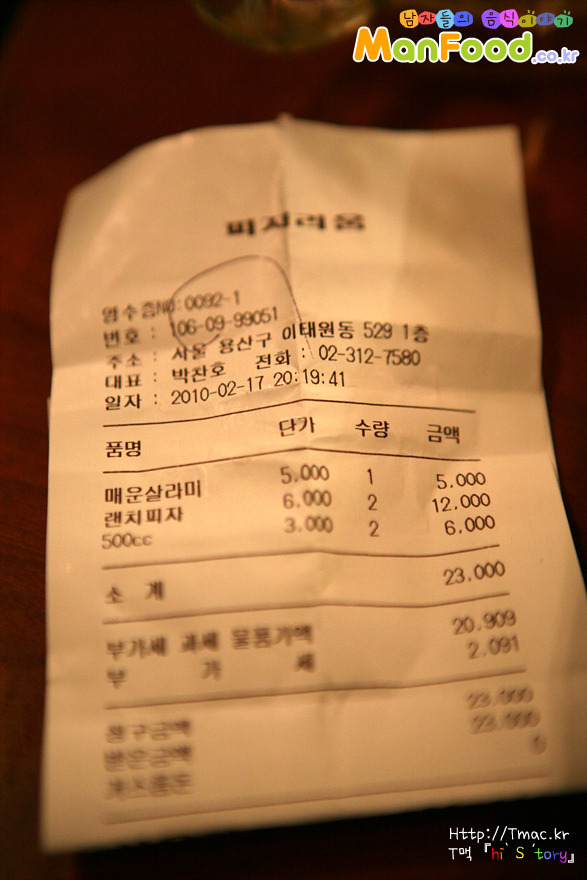 남자들의 음식이야기
ManFood.co.kr
피자리움
영수증NO:0092-1
번호 : 106-09-99051
주소 : 서울 용산구 이태원동 529 1층
대표 : 박찬호 전화 : 02-312-7580
일자 : 2010-02-17 20:19:41
품명 단가 수량 금액
매운살라미 5,000 1 5,000
랜치피자 6,000 2 12,000
500cc 3,000 2 6,000
소 계 23,000
부가세 과세 물품가액 20,909
부 가 세 2,091
청구금액 23,000
받은금액 23,000
거스름돈 0
Http://Tmac.kr
T맥『hi`S´tory』